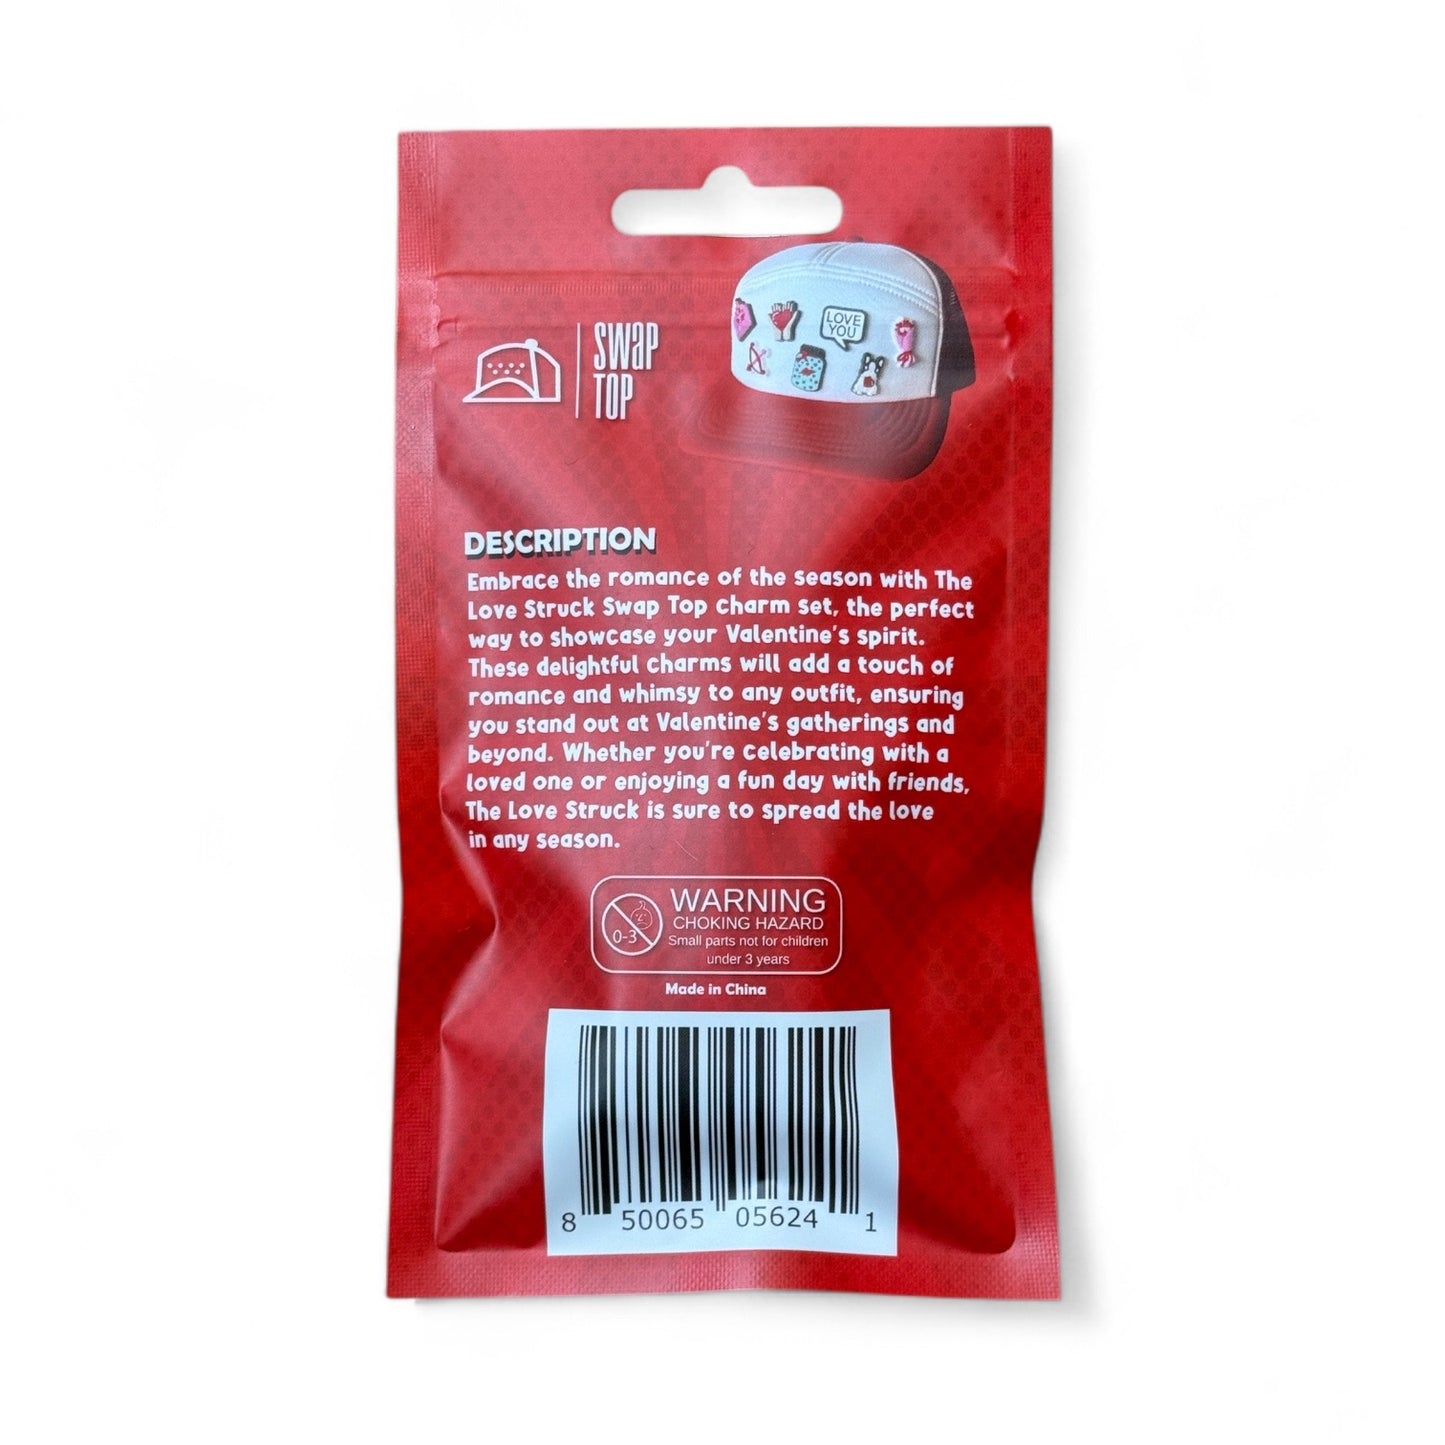 SWAP
TOP
LOVE
YOU
DESCRIPTION
Embrace the romance of the season with The
Love Struck Swap Top charm set, the perfect
way to showcase your Valentine's spirit.
These delightful charms will add a touch of
romance and whimsy to any outfit, ensuring
you stand out at Valentine's gatherings and
beyond. Whether you're celebrating with a
loved one or enjoying a fun day with friends,
The Love Struck is sure to spread the love
in any season.
WARNING
CHOKING HAZARD
0-3
Small parts not for children
under 3 years
Made in China
8 50065 05624 1